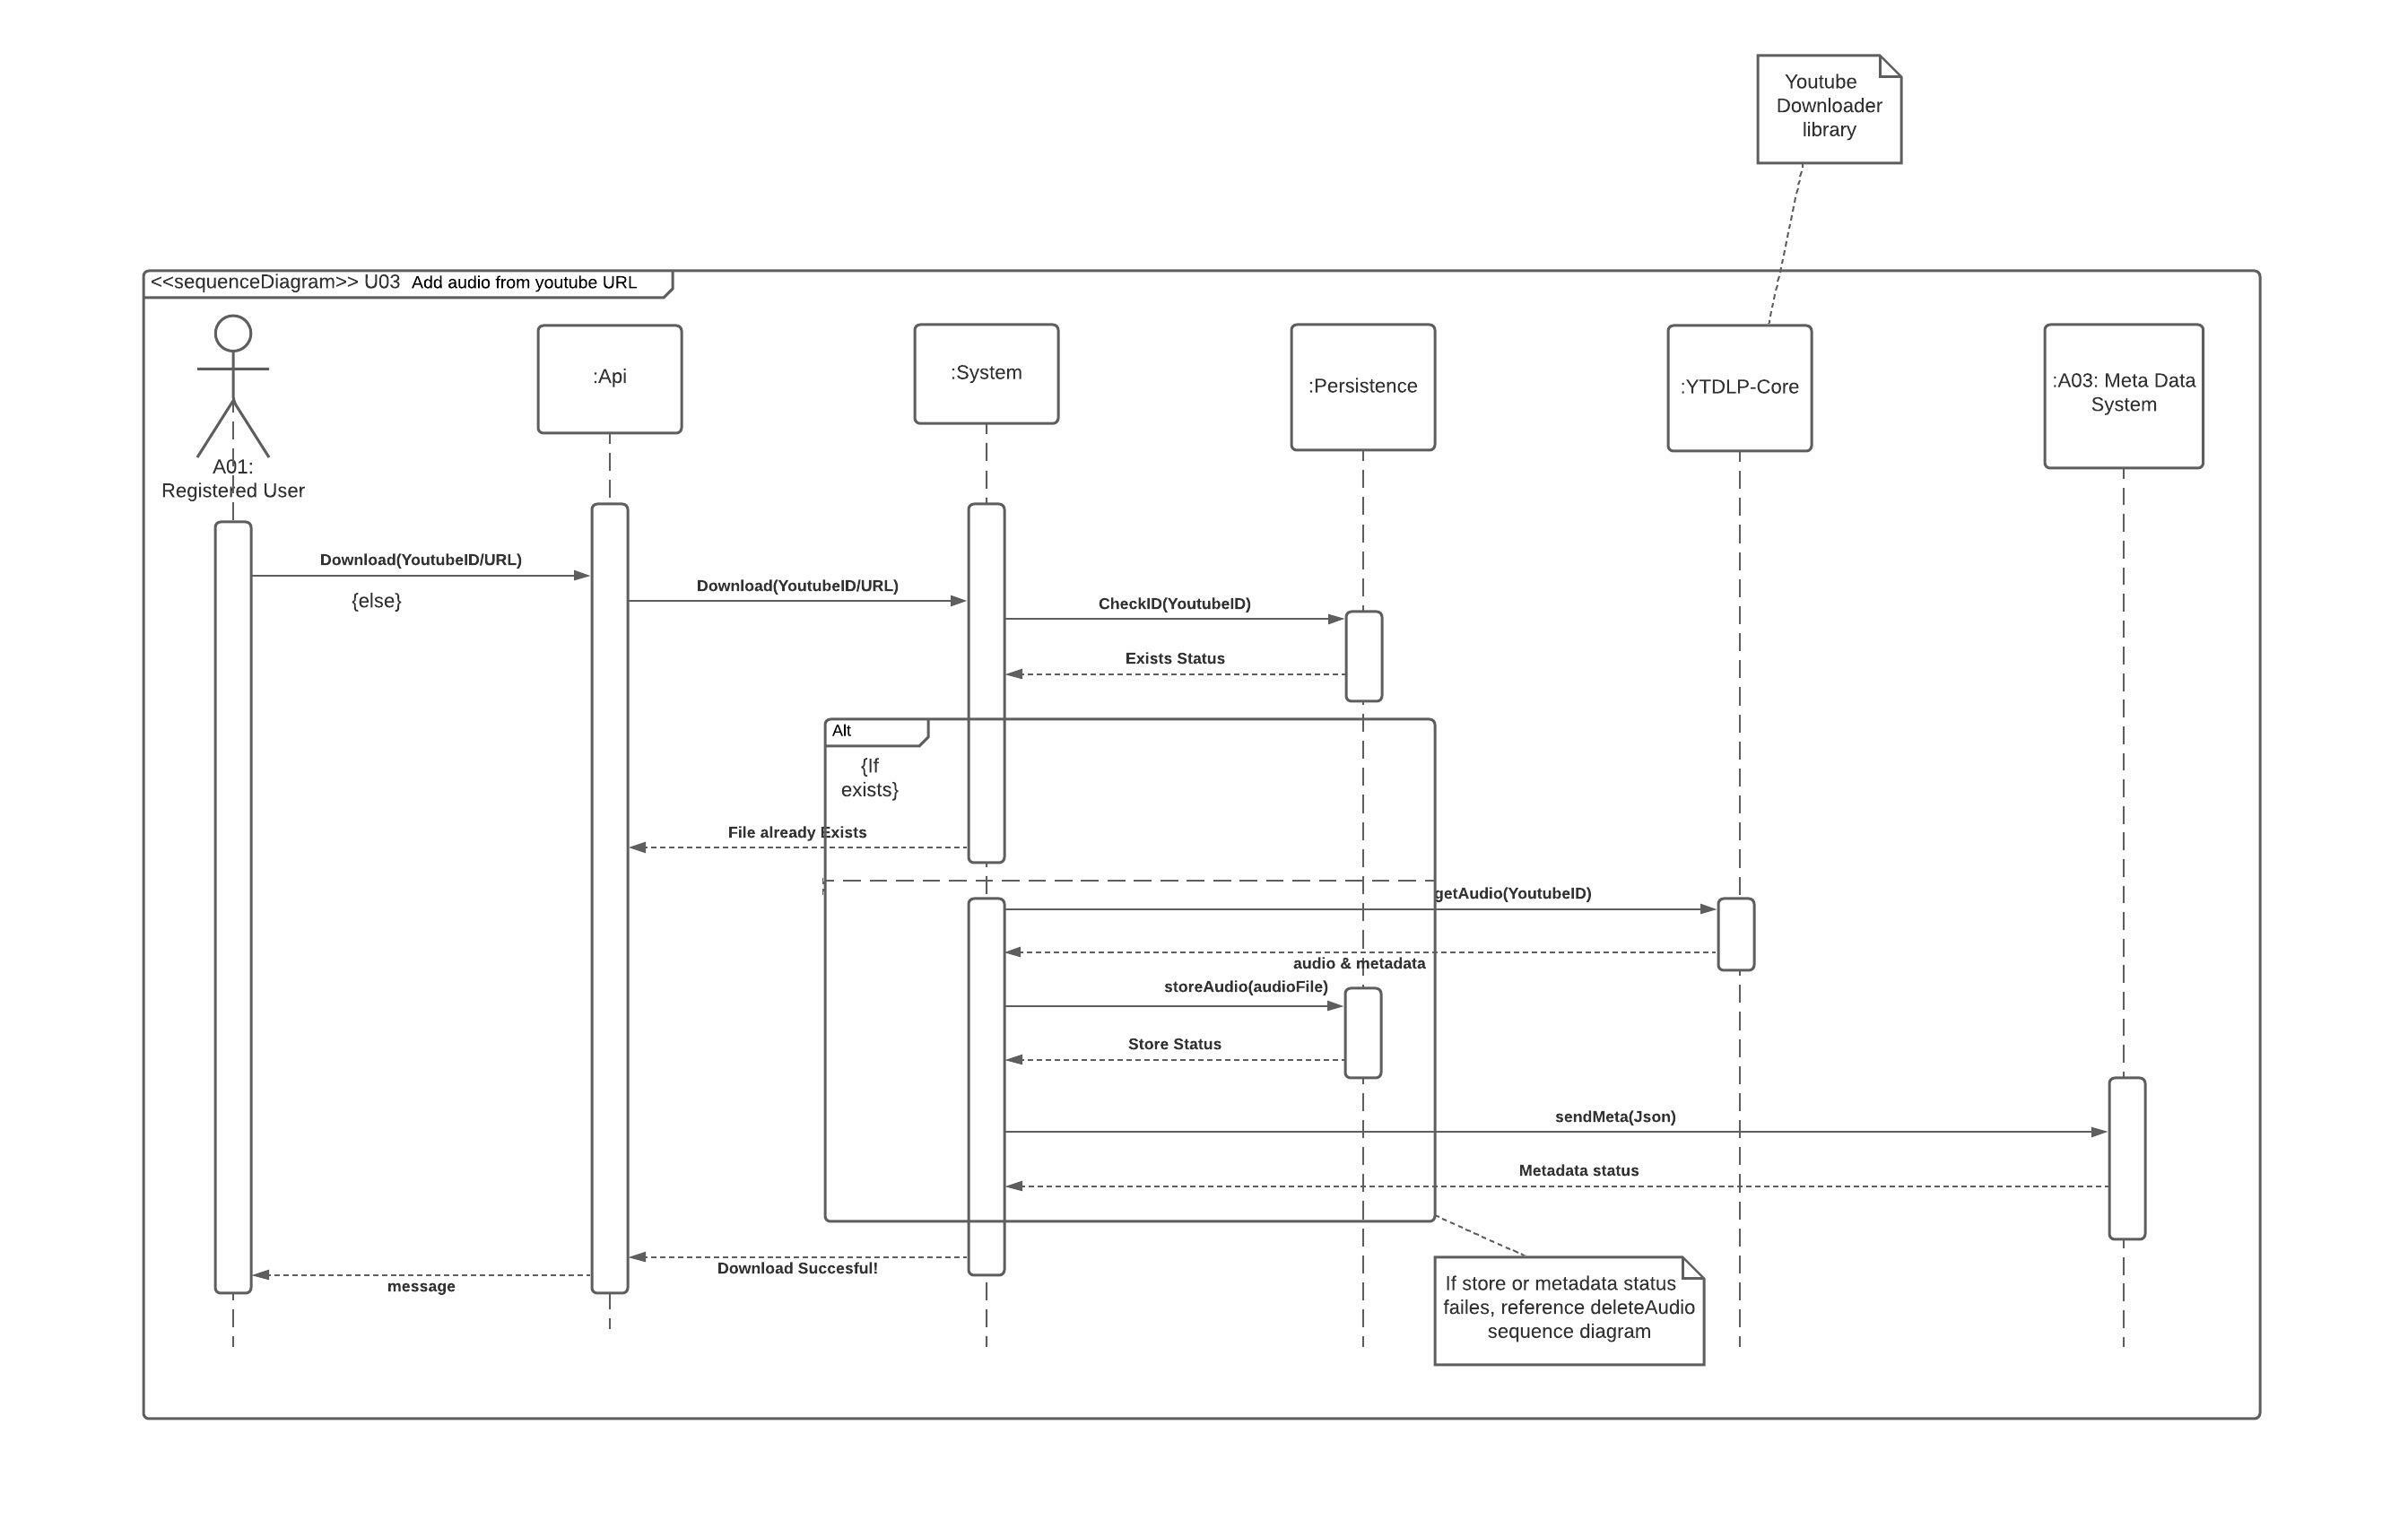 Youtube
Downloader
library
<<sequenceDiagram>> U03 Add audio from youtube URL
:Api
:System
:Persistence
:YTDLP-Core
:A03: Meta Data
System
A01:
Registered User
Download(YoutubeID/URL)
{else}
Download(YoutubeID/URL)
CheckID(YoutubeID)
Exists Status
Alt
{If
exists}
File already Exists
getAudio(YoutubeID)
audio & metadata
storeAudio(audioFile)
Store Status
sendMeta(Json)
Metadata status
Download Succesful!
message
If store or metadata status
failes, reference deleteAudio
sequence diagram